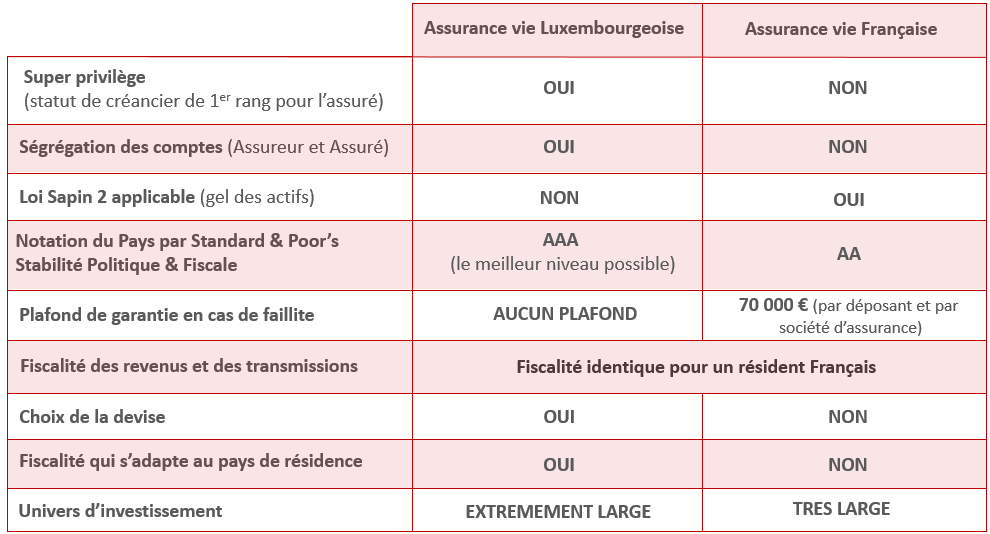 Assurance vie Luxembourgeoise
Assurance vie Française
Super privilège
(statut de créancier de 1er rang pour l’assuré)
OUI
NON
Ségrégation des comptes (Assureur et Assuré)
OUI
NON
Loi Sapin 2 applicable (gel des actifs)
NON
OUI
Notation du Pays par Standard & Poor’s
Stabilité Politique & Fiscale
AAA
(le meilleur niveau possible)
AA
Plafond de garantie en cas de faillite
AUCUN PLAFOND
70 000 € (par déposant et par
société d’assurance)
Fiscalité des revenus et des transmissions
Fiscalité identique pour un résident Français
Choix de la devise
OUI
NON
Fiscalité qui s’adapte au pays de résidence
OUI
NON
Univers d’investissement
EXTREMEMENT LARGE
TRES LARGE